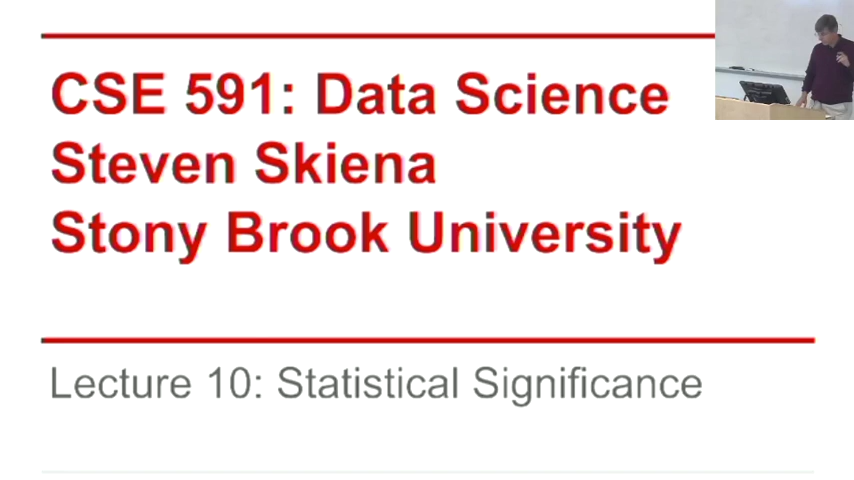 CSE 591: Data Science
Steven Skiena
Stony Brook University
Lecture 10: Statistical Significance